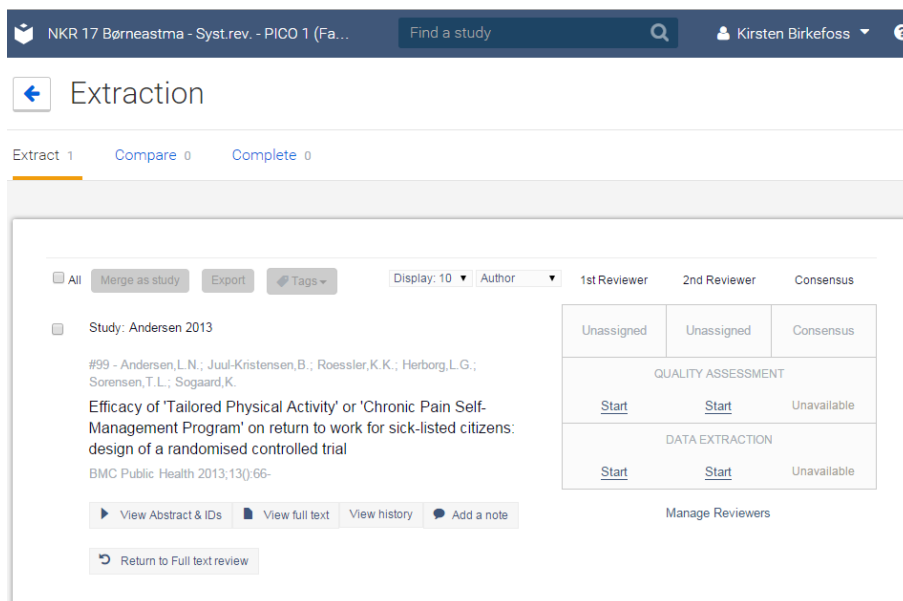 NKR 17 Børneastma - Syst.rev. - PICO 1 (Fa...
Find a study
Kirsten Birkefoss
?
Extraction
Extract 1 Compare 0 Complete 0
All Merge as study Export Tags Display: 10 Author 1st Reviewer 2nd Reviewer Consensus
Study: Andersen 2013
Unassigned Unassigned Consensus
#99 - Andersen,L.N.; Juul-Kristensen,B.; Roessler,K.K.; Herborg,L.G.;
Sorensen,T.L.; Sogaard,K.
QUALITY ASSESSMENT
Efficacy of 'Tailored Physical Activity' or 'Chronic Pain Self-
Management Program' on return to work for sick-listed citizens:
design of a randomised controlled trial
Start Start Unavailable
DATA EXTRACTION
BMC Public Health 2013;13():66-
Start Start Unavailable
View Abstract & IDs View full text View history Add a note
Manage Reviewers
Return to Full text review